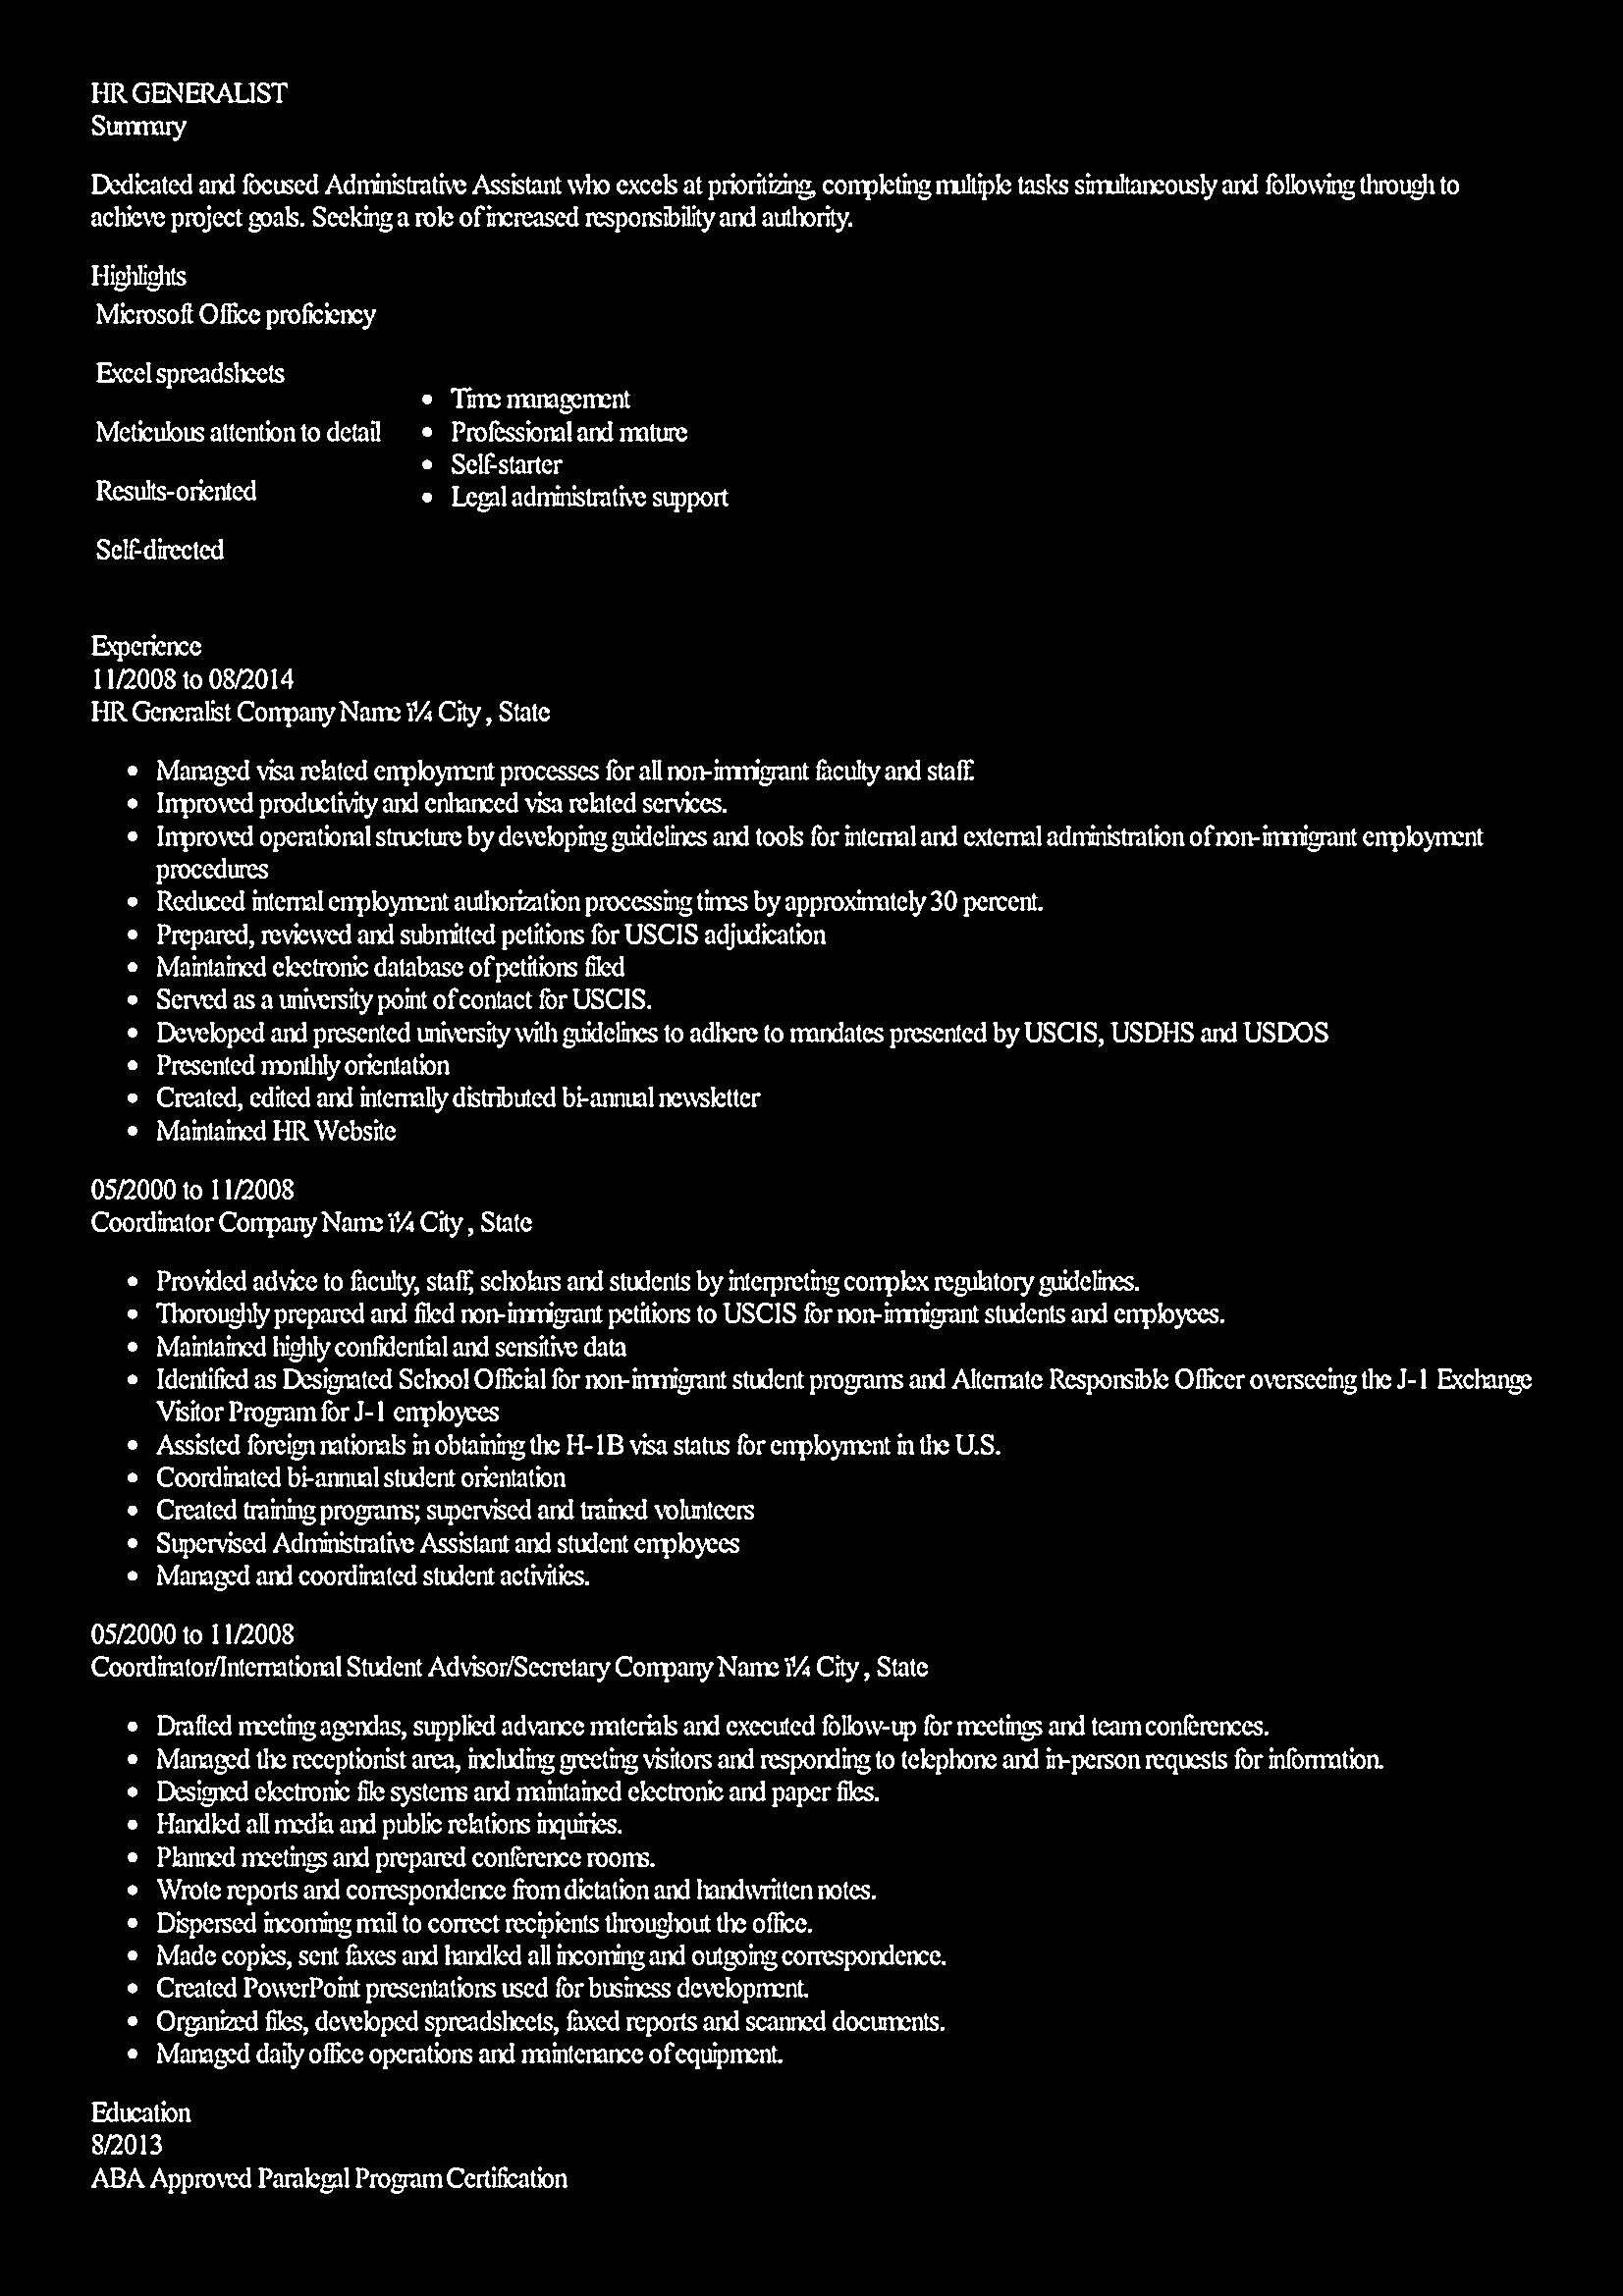 HR GENERALIST
Summary
Dedicated and focused Administrative Assistant who excels at prioritizing, completing multiple tasks simultaneously and following through to
achieve project goals. Seeking a role of increased responsibility and authority.
Highlights
Microsoft Office proficiency
Excel spreadsheets
Meticulous attention to detail
Results-oriented
Self-directed
• Time management
• Professional and mature
• Self-starter
• Legal administrative support
Experience
11/2008 to 08/2014
HR Generalist Company Name ï¼ City , State
• Managed visa related employment processes for all non-immigrant faculty and staff.
• Improved productivity and enhanced visa related services.
• Improved operational structure by developing guidelines and tools for internal and external administration of non-immigrant employment
procedures
• Reduced internal employment authorization processing times by approximately 30 percent.
• Prepared, reviewed and submitted petitions for USCIS adjudication
• Maintained electronic database of petitions filed
• Served as a university point of contact for USCIS.
• Developed and presented university with guidelines to adhere to mandates presented by USCIS, USDHS and USDOS
• Presented monthly orientation
• Created, edited and internally distributed bi-annual newsletter
• Maintained HR Website
05/2000 to 11/2008
Coordinator Company Name ï¼ City , State
• Provided advice to faculty, staff, scholars and students by interpreting complex regulatory guidelines.
• Thoroughly prepared and filed non-immigrant petitions to USCIS for non-immigrant students and employees.
• Maintained highly confidential and sensitive data
• Identified as Designated School Official for non-immigrant student programs and Alternate Responsible Officer overseeing the J-1 Exchange
Visitor Program for J-1 employees
• Assisted foreign nationals in obtaining the H-1B visa status for employment in the U.S.
• Coordinated bi-annual student orientation
• Created training programs; supervised and trained volunteers
• Supervised Administrative Assistant and student employees
• Managed and coordinated student activities.
05/2000 to 11/2008
Coordinator/International Student Advisor/Secretary Company Name ï¼ City , State
• Drafted meeting agendas, supplied advance materials and executed follow-up for meetings and team conferences.
• Managed the receptionist area, including greeting visitors and responding to telephone and in-person requests for information.
• Designed electronic file systems and maintained electronic and paper files.
• Handled all media and public relations inquiries.
• Planned meetings and prepared conference rooms.
• Wrote reports and correspondence from dictation and handwritten notes.
• Dispersed incoming mail to correct recipients throughout the office.
• Made copies, sent faxes and handled all incoming and outgoing correspondence.
• Created PowerPoint presentations used for business development.
• Organized files, developed spreadsheets, faxed reports and scanned documents.
• Managed daily office operations and maintenance of equipment.
Education
8/2013
ABA Approved Paralegal Program Certification